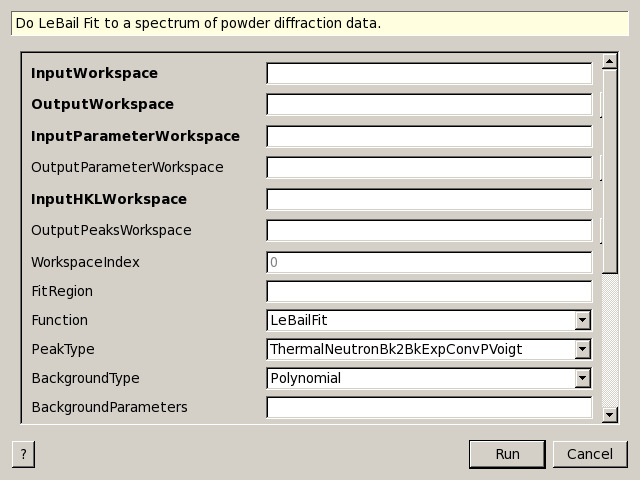 Do LeBail Fit to a spectrum of powder diffraction data.
InputWorkspace
OutputWorkspace
InputParameterWorkspace
OutputParameterWorkspace
InputHKLWorkspace
OutputPeaksWorkspace
WorkspaceIndex 0
FitRegion
Function LeBailFit
PeakType ThermalNeutronBk2BkExpConvPVoigt
BackgroundType Polynomial
BackgroundParameters
? Run Cancel